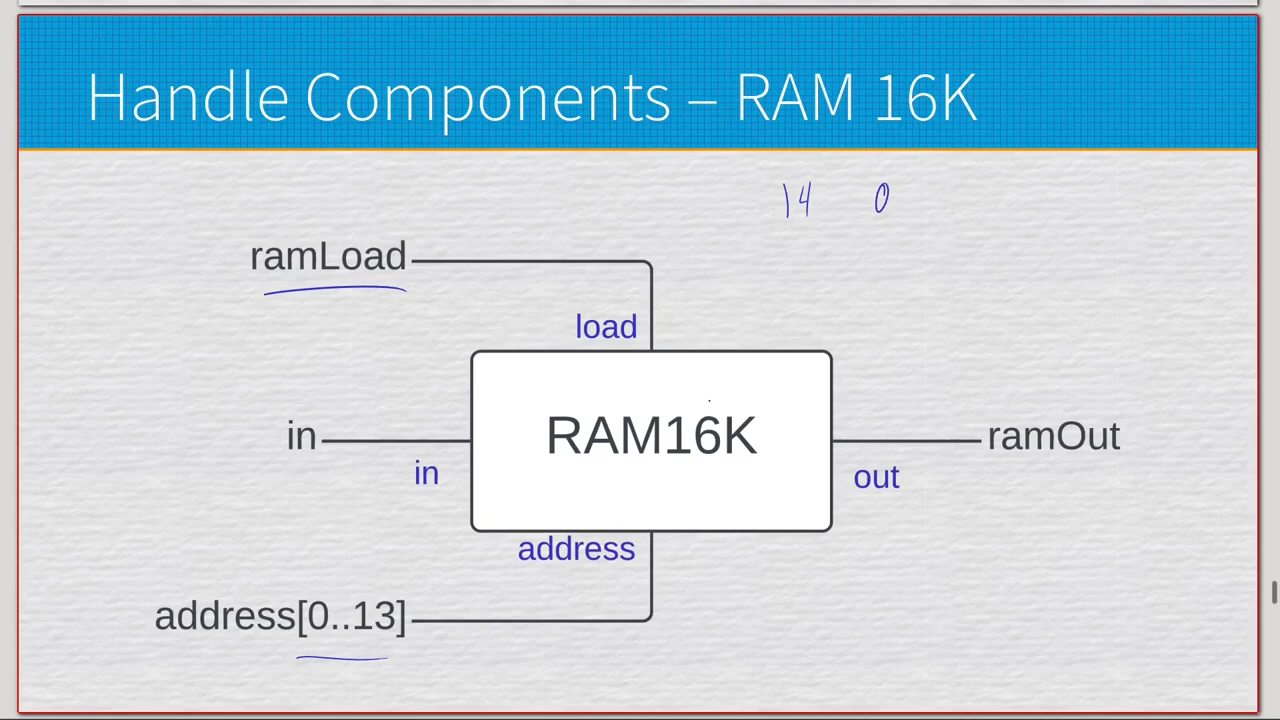 Handle Components – RAM 16K
14 0
ramLoad
load
RAM16K
in
in
ramOut
out
address
address[0..13]